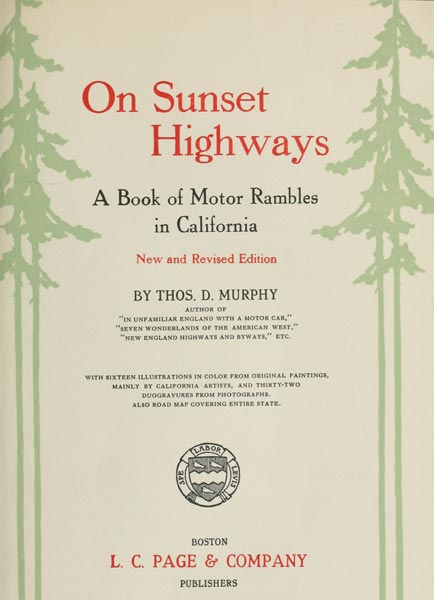 On Sunset
Highways
A Book of Motor Rambles
in California
New and Revised Edition
BY THOS. D. MURPHY
AUTHOR OF
"IN UNFAMILIAR ENGLAND WITH A MOTOR CAR,"
"SEVEN WONDERLANDS OF THE AMERICAN WEST,"
"NEW ENGLAND HIGHWAYS AND BYWAYS," ETC.
WITH SIXTEEN ILLUSTRATIONS IN COLOR FROM ORIGINAL PAINTINGS,
MAINLY BY CALIFORNIA ARTISTS, AND THIRTY-TWO
DUOGRAVURES FROM PHOTOGRAPHS.
ALSO ROAD MAP COVERING ENTIRE STATE.
SPE LABOR LEVIS
BOSTON
L. C. PAGE & COMPANY
PUBLISHERS